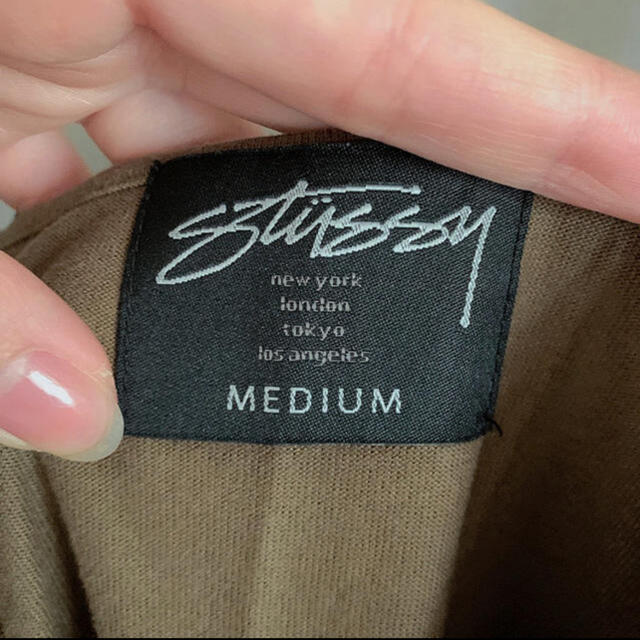 stüssy
new york
london
tokyo
los angeles
MEDIUM